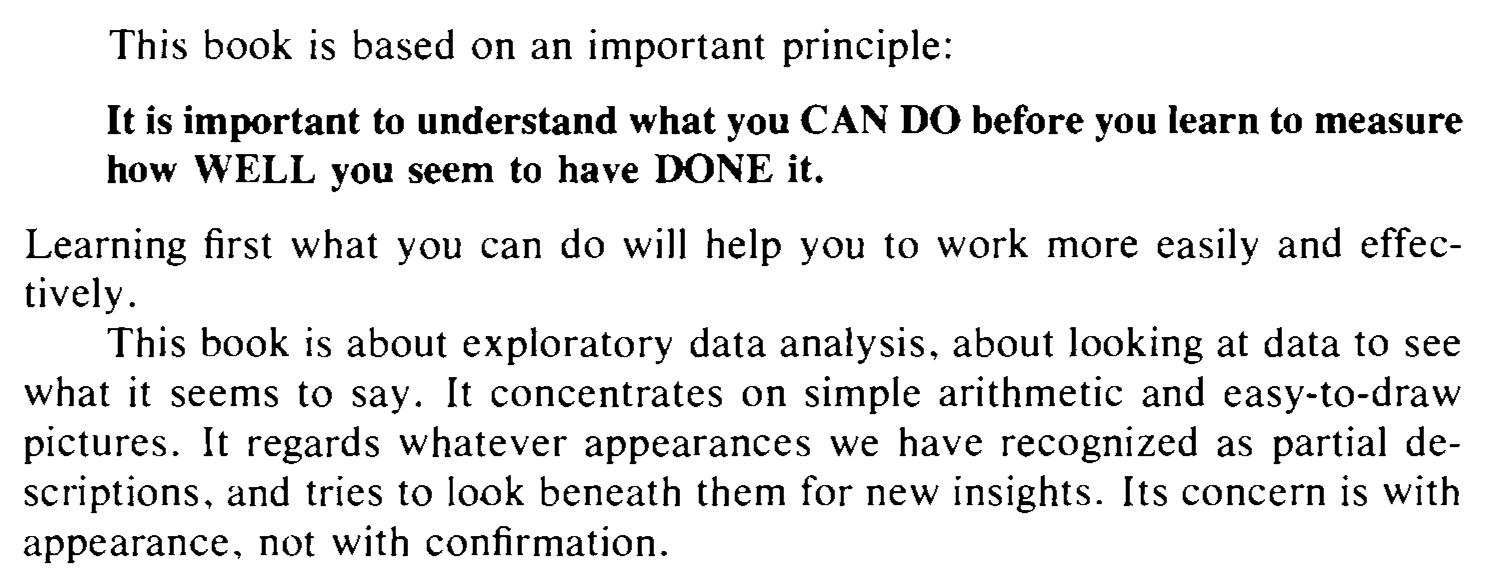 This book is based on an important principle:
It is important to understand what you CAN DO before you learn to measure
how WELL you seem to have DONE it.
Learning first what you can do will help you to work more easily and effec-
tively.
This book is about exploratory data analysis, about looking at data to see
what it seems to say. It concentrates on simple arithmetic and easy-to-draw
pictures. It regards whatever appearances we have recognized as partial de-
scriptions, and tries to look beneath them for new insights. Its concern is with
appearance, not with confirmation.